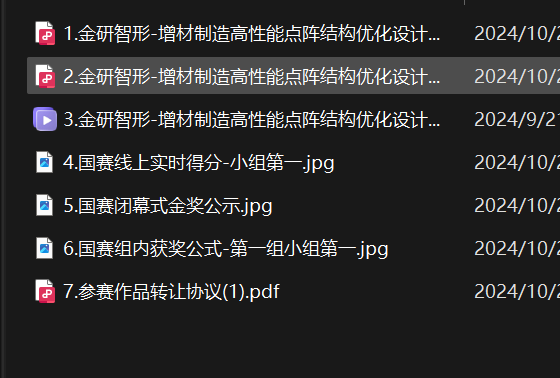 1.金研智形-增材制造高性能点阵结构优化设计... 2024/10/2
2.金研智形-增材制造高性能点阵结构优化设计... 2024/10/2
3.金研智形-增材制造高性能点阵结构优化设计... 2024/9/21
4.国赛线上实时得分-小组第一.jpg 2024/10/2
5.国赛闭幕式金奖公示.jpg 2024/10/2
6.国赛组内获奖公式-第一组小组第一.jpg 2024/10/2
7.参赛作品转让协议(1).pdf 2024/10/2